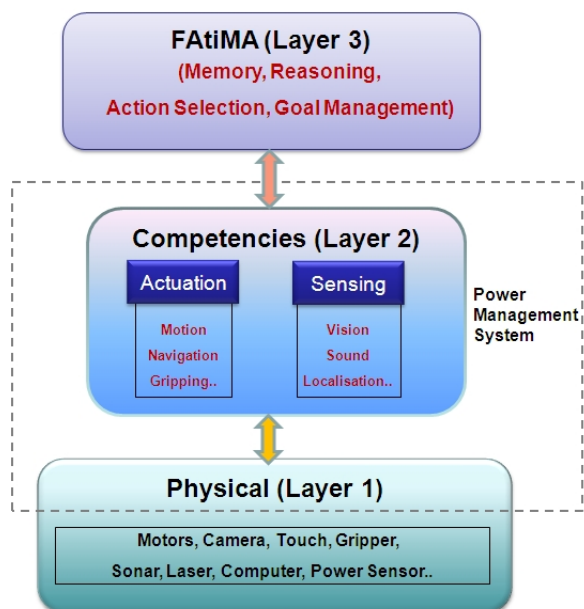 FAtiMA (Layer 3)
(Memory, Reasoning,
Action Selection, Goal Management)
Competencies (Layer 2)
Actuation
Motion
Navigation
Gripping..
Sensing
Vision
Sound
Localisation..
Power
Management
System
Physical (Layer 1)
Motors, Camera, Touch, Gripper,
Sonar, Laser, Computer, Power Sensor..